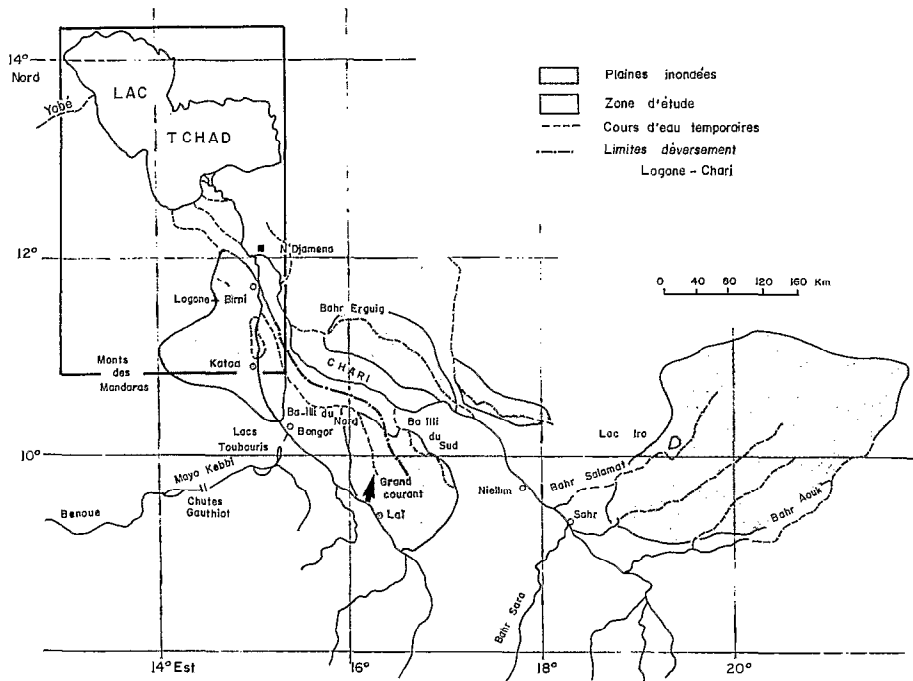 14°
Nord
Yobé
LAC
TCHAD
Plaines inondées
Zone d'étude
Cours d'eau temporaires
Limites déversement
Logone - Chari
12°
N'Djamena
0 40 80 120 160 Km
Logone - Birni
Bahr Erguig
Kataa
CHARI
Monts
des
Mandaras
Ba-Illi du
Nord
Ba Illi
du
Sud
Bongor
Lacs
Toubouris
Lac Iro
10°
Mayo Kebbi
Grand
courant
Niellim
Bahr Salamat
Chutes
Gauthiot
Benoue
Laï
Sahr
Bahr Aouk
Bahr Sara
14° Est
16°
18°
20°